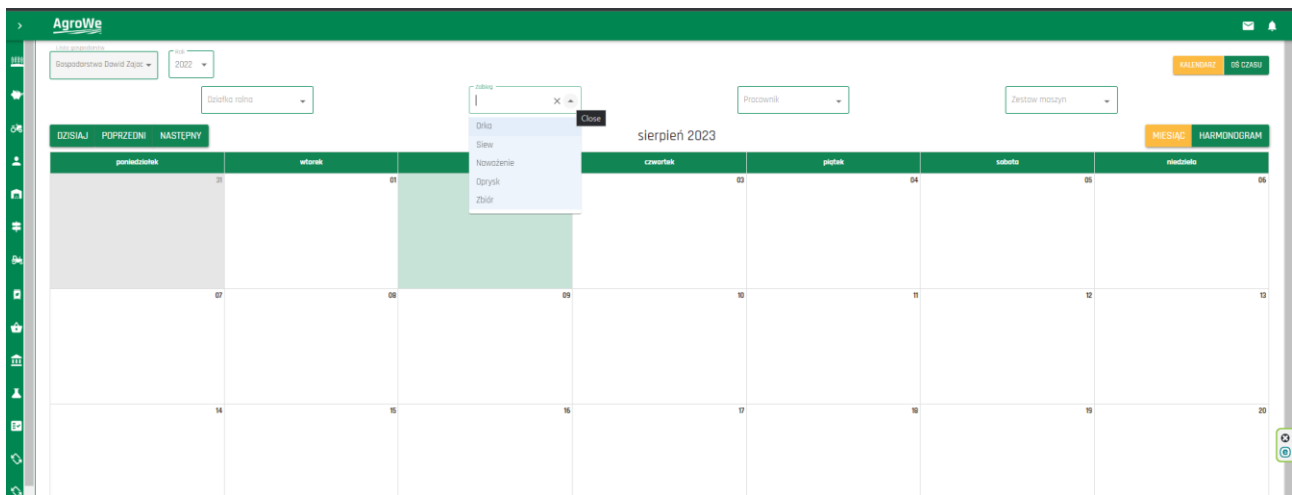 AgroWe
Lista gospodarstw
Rok
Gospodarstwo Dawid Zając
2022
KALENDARZ
OŚ CZASU
Zabieg
Działka rolna
Pracownik
Zestaw maszyn
Close
Orka
Siew
Nawożenie
Oprysk
Zbiór
DZISIAJ
POPRZEDNI
NASTĘPNY
sierpień 2023
MIESIĄC
HARMONOGRAM
poniedziałek
wtorek
czwartek
piątek
sobota
niedziela
31
01
03
04
05
06
07
08
09
10
11
12
13
14
15
16
17
18
19
20